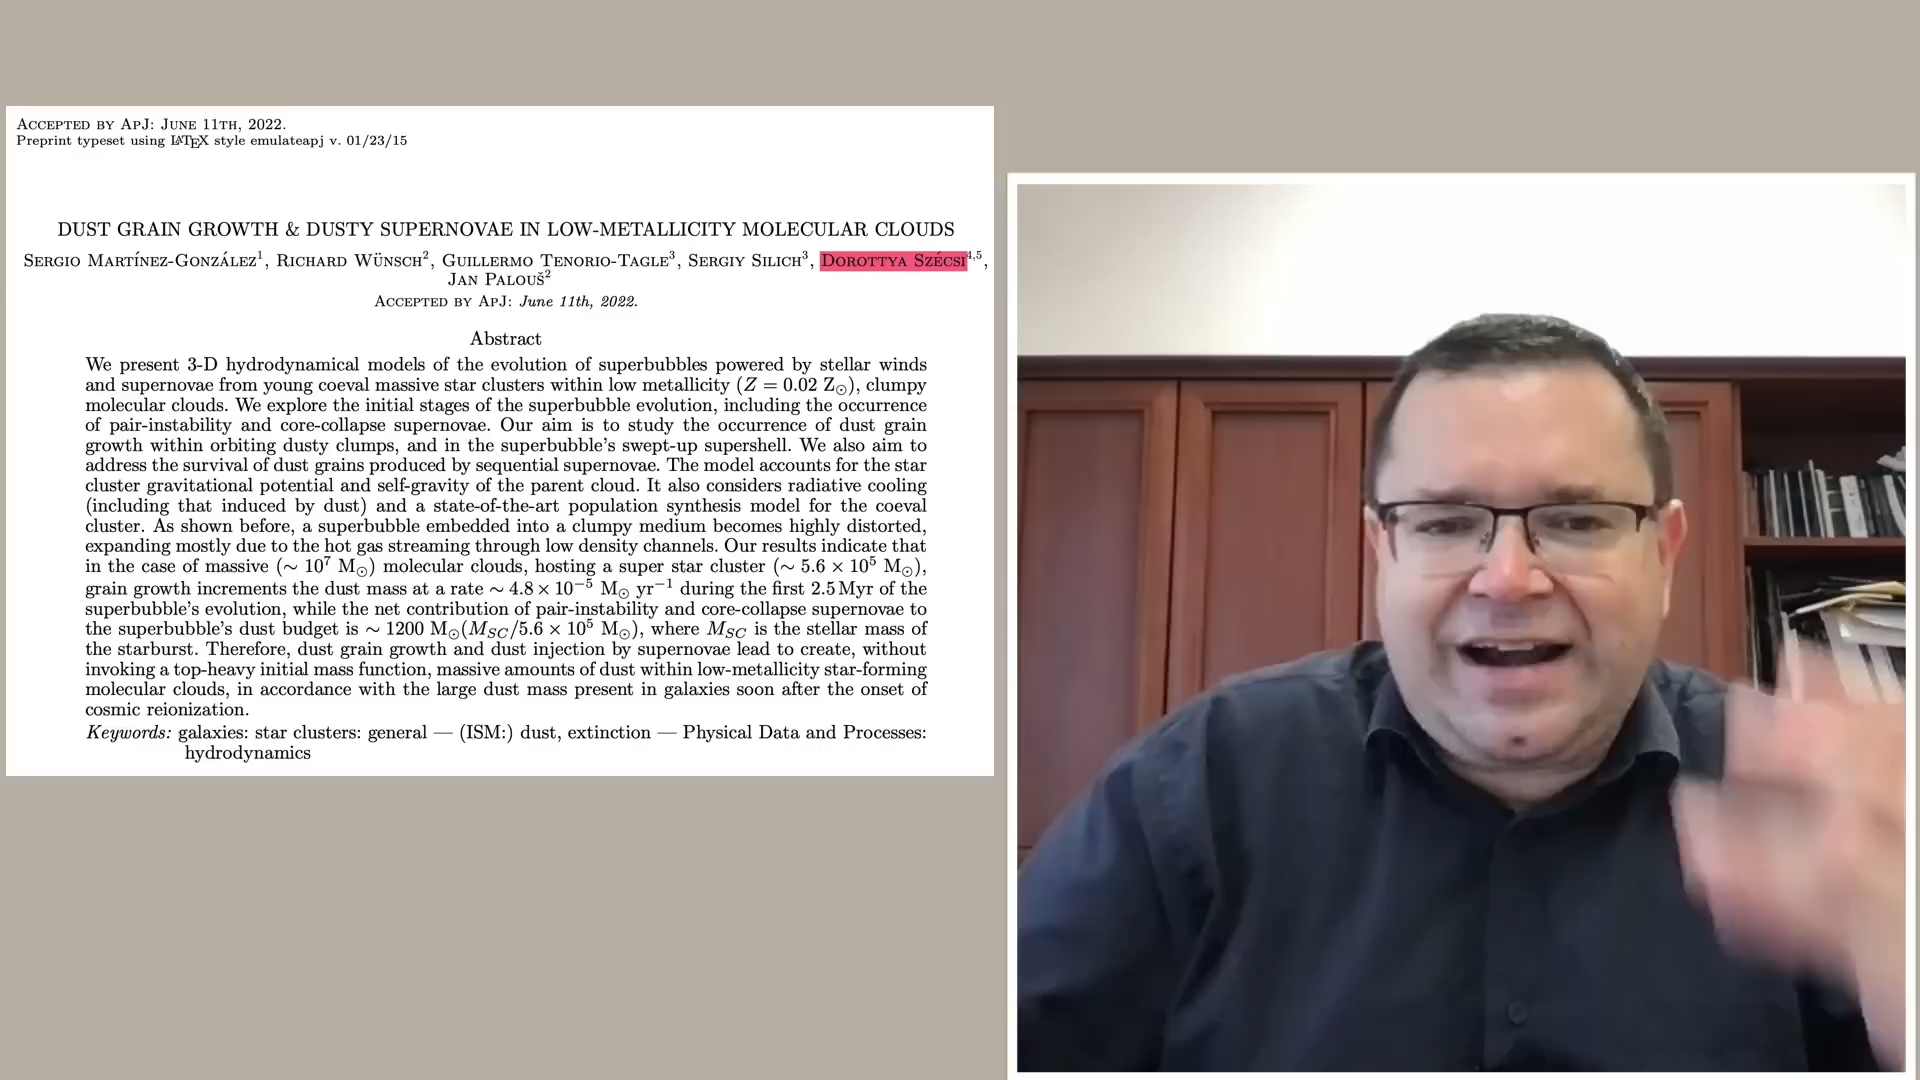 ACCEPTED BY APJ: JUNE 11TH, 2022.
Preprint typeset using LATEX style emulateapj v. 01/23/15
DUST GRAIN GROWTH & DUSTY SUPERNOVAE IN LOW-METALLICITY MOLECULAR CLOUDS
SERGIO MARTÍNEZ-GONZÁLEZ¹, RICHARD WÜNSCH², GUILLERMO TENORIO-TAGLE³, SERGIY SILICH³, DOROTTYA SZÉCSI⁴,⁵,
JAN PALOUŠ²
ACCEPTED BY APJ: June 11th, 2022.
Abstract
We present 3-D hydrodynamical models of the evolution of superbubbles powered by stellar winds
and supernovae from young coeval massive star clusters within low metallicity (Z = 0.02 Z⊙), clumpy
molecular clouds. We explore the initial stages of the superbubble evolution, including the occurrence
of pair-instability and core-collapse supernovae. Our aim is to study the occurrence of dust grain
growth within orbiting dusty clumps, and in the superbubble's swept-up supershell. We also aim to
address the survival of dust grains produced by sequential supernovae. The model accounts for the star
cluster gravitational potential and self-gravity of the parent cloud. It also considers radiative cooling
(including that induced by dust) and a state-of-the-art population synthesis model for the coeval
cluster. As shown before, a superbubble embedded into a clumpy medium becomes highly distorted,
expanding mostly due to the hot gas streaming through low density channels. Our results indicate that
in the case of massive (∼ 10⁷ M⊙) molecular clouds, hosting a super star cluster (∼ 5.6 × 10⁵ M⊙),
grain growth increments the dust mass at a rate ∼ 4.8 × 10⁻⁵ M⊙ yr⁻¹ during the first 2.5 Myr of the
superbubble's evolution, while the net contribution of pair-instability and core-collapse supernovae to
the superbubble's dust budget is ∼ 1200 M⊙(M_SC/5.6 × 10⁵ M⊙), where M_SC is the stellar mass of
the starburst. Therefore, dust grain growth and dust injection by supernovae lead to create, without
invoking a top-heavy initial mass function, massive amounts of dust within low-metallicity star-forming
molecular clouds, in accordance with the large dust mass present in galaxies soon after the onset of
cosmic reionization.
Keywords: galaxies: star clusters: general — (ISM:) dust, extinction — Physical Data and Processes:
hydrodynamics